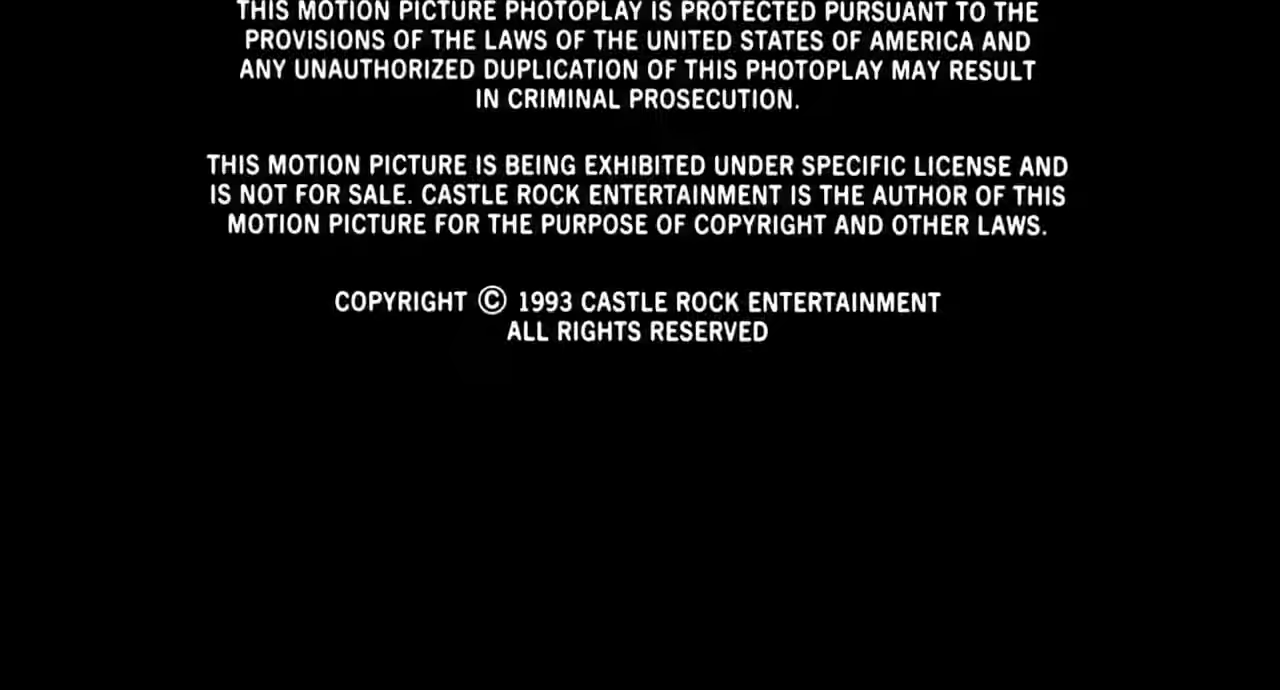 THIS MOTION PICTURE PHOTOPLAY IS PROTECTED PURSUANT TO THE
PROVISIONS OF THE LAWS OF THE UNITED STATES OF AMERICA AND
ANY UNAUTHORIZED DUPLICATION OF THIS PHOTOPLAY MAY RESULT
IN CRIMINAL PROSECUTION.
THIS MOTION PICTURE IS BEING EXHIBITED UNDER SPECIFIC LICENSE AND
IS NOT FOR SALE. CASTLE ROCK ENTERTAINMENT IS THE AUTHOR OF THIS
MOTION PICTURE FOR THE PURPOSE OF COPYRIGHT AND OTHER LAWS.
COPYRIGHT © 1993 CASTLE ROCK ENTERTAINMENT
ALL RIGHTS RESERVED